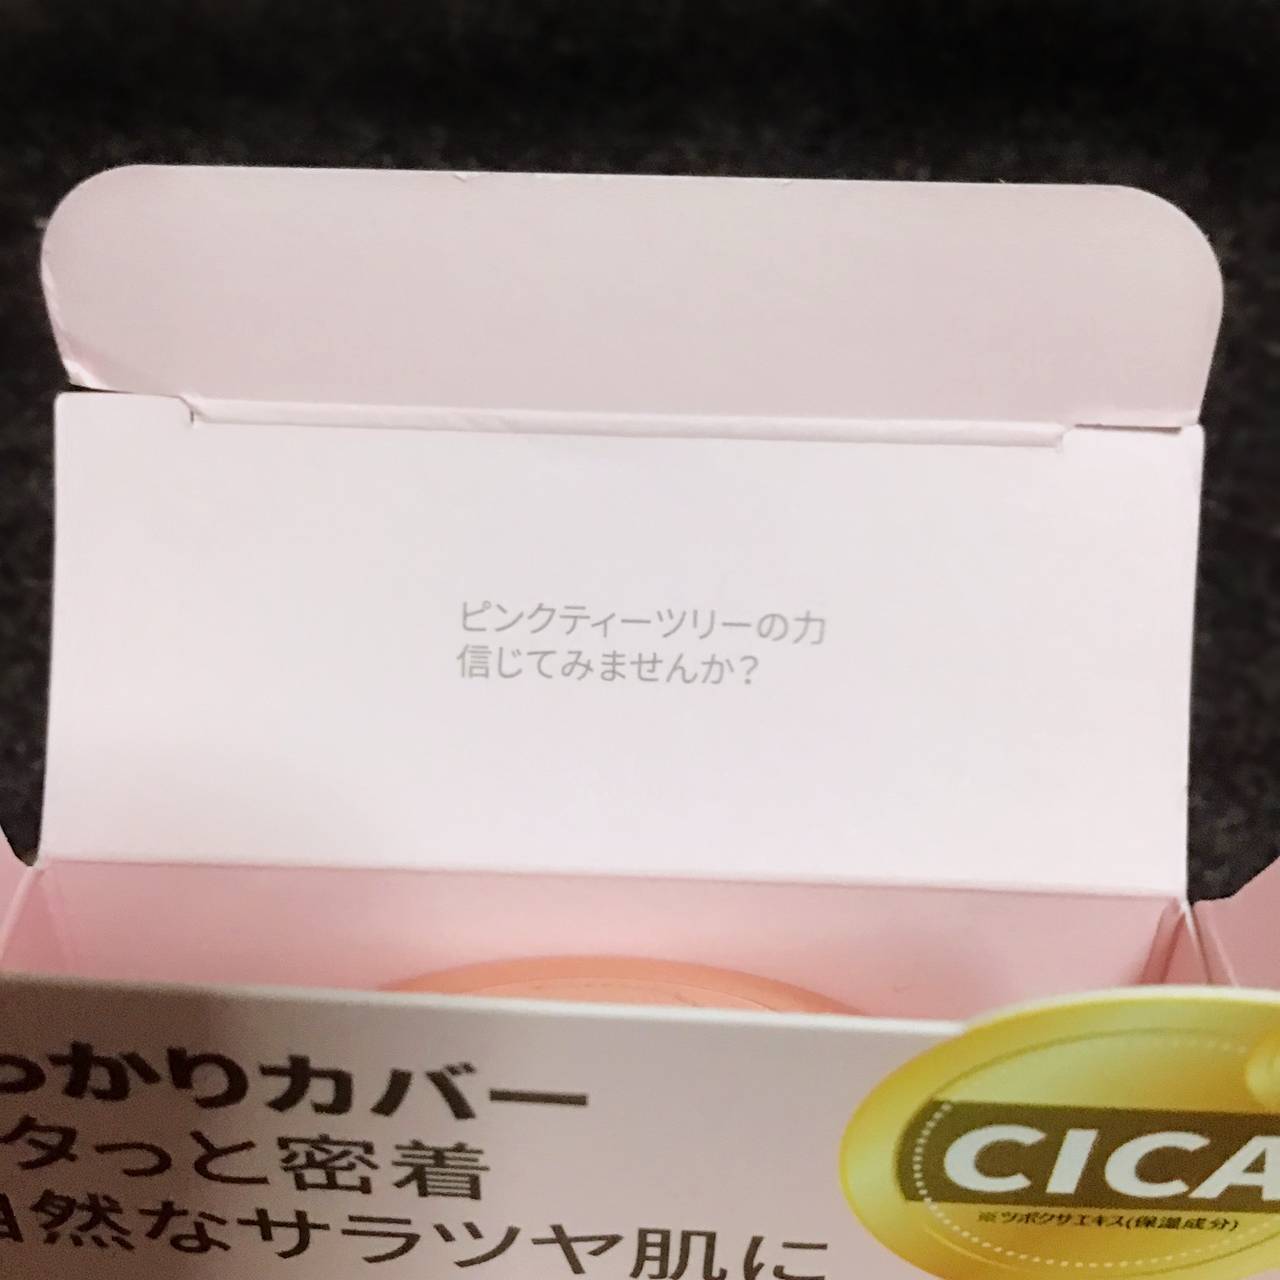 ピンクティーツリーの力
信じてみませんか?
っかりカバー
タっと密着
自然なサラツヤ肌に
CICA
※ツボクサエキス(保湿成分)